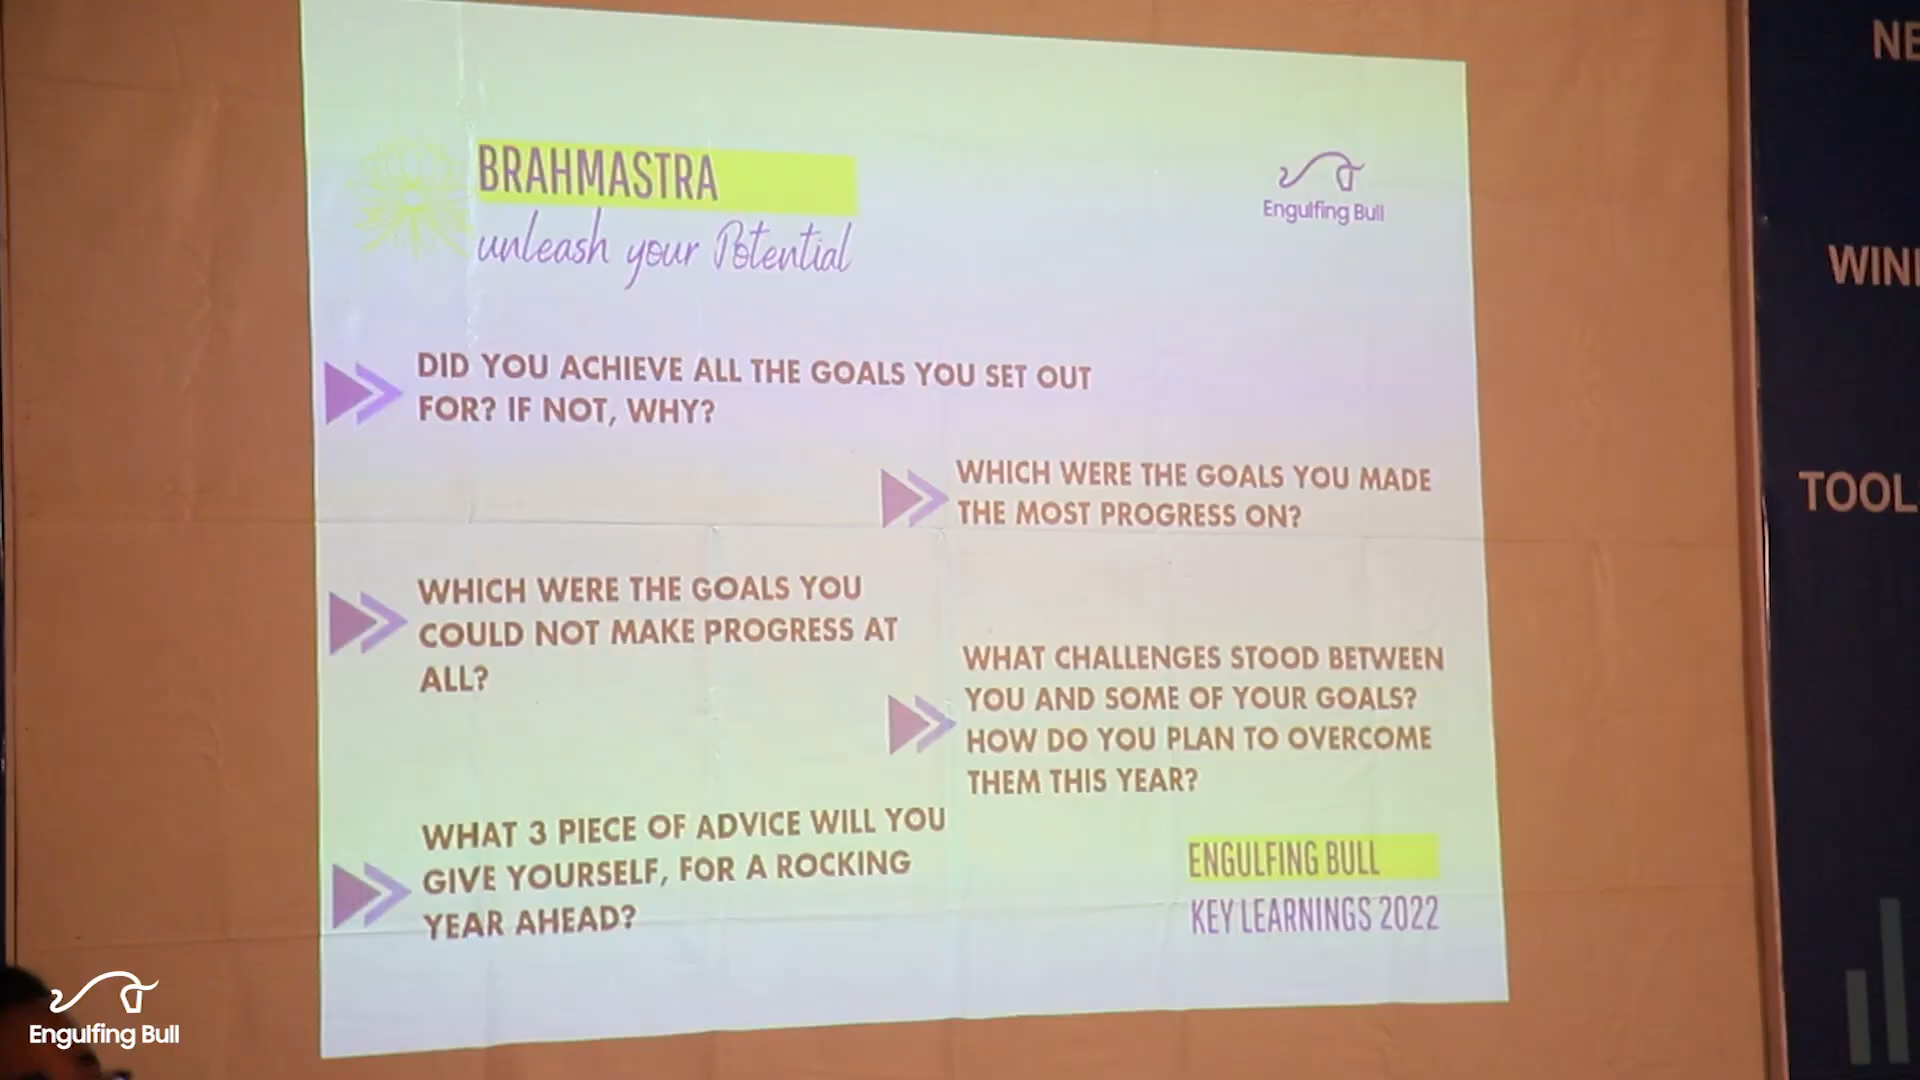 BRAHMASTRA
unleash your Potential
Engulfing Bull
DID YOU ACHIEVE ALL THE GOALS YOU SET OUT
FOR? IF NOT, WHY?
WHICH WERE THE GOALS YOU MADE
THE MOST PROGRESS ON?
WHICH WERE THE GOALS YOU
COULD NOT MAKE PROGRESS AT
ALL?
WHAT CHALLENGES STOOD BETWEEN
YOU AND SOME OF YOUR GOALS?
HOW DO YOU PLAN TO OVERCOME
THEM THIS YEAR?
WHAT 3 PIECE OF ADVICE WILL YOU
GIVE YOURSELF, FOR A ROCKING
YEAR AHEAD?
ENGULFING BULL
KEY LEARNINGS 2022
NE
WIN
TOOL
Engulfing Bull